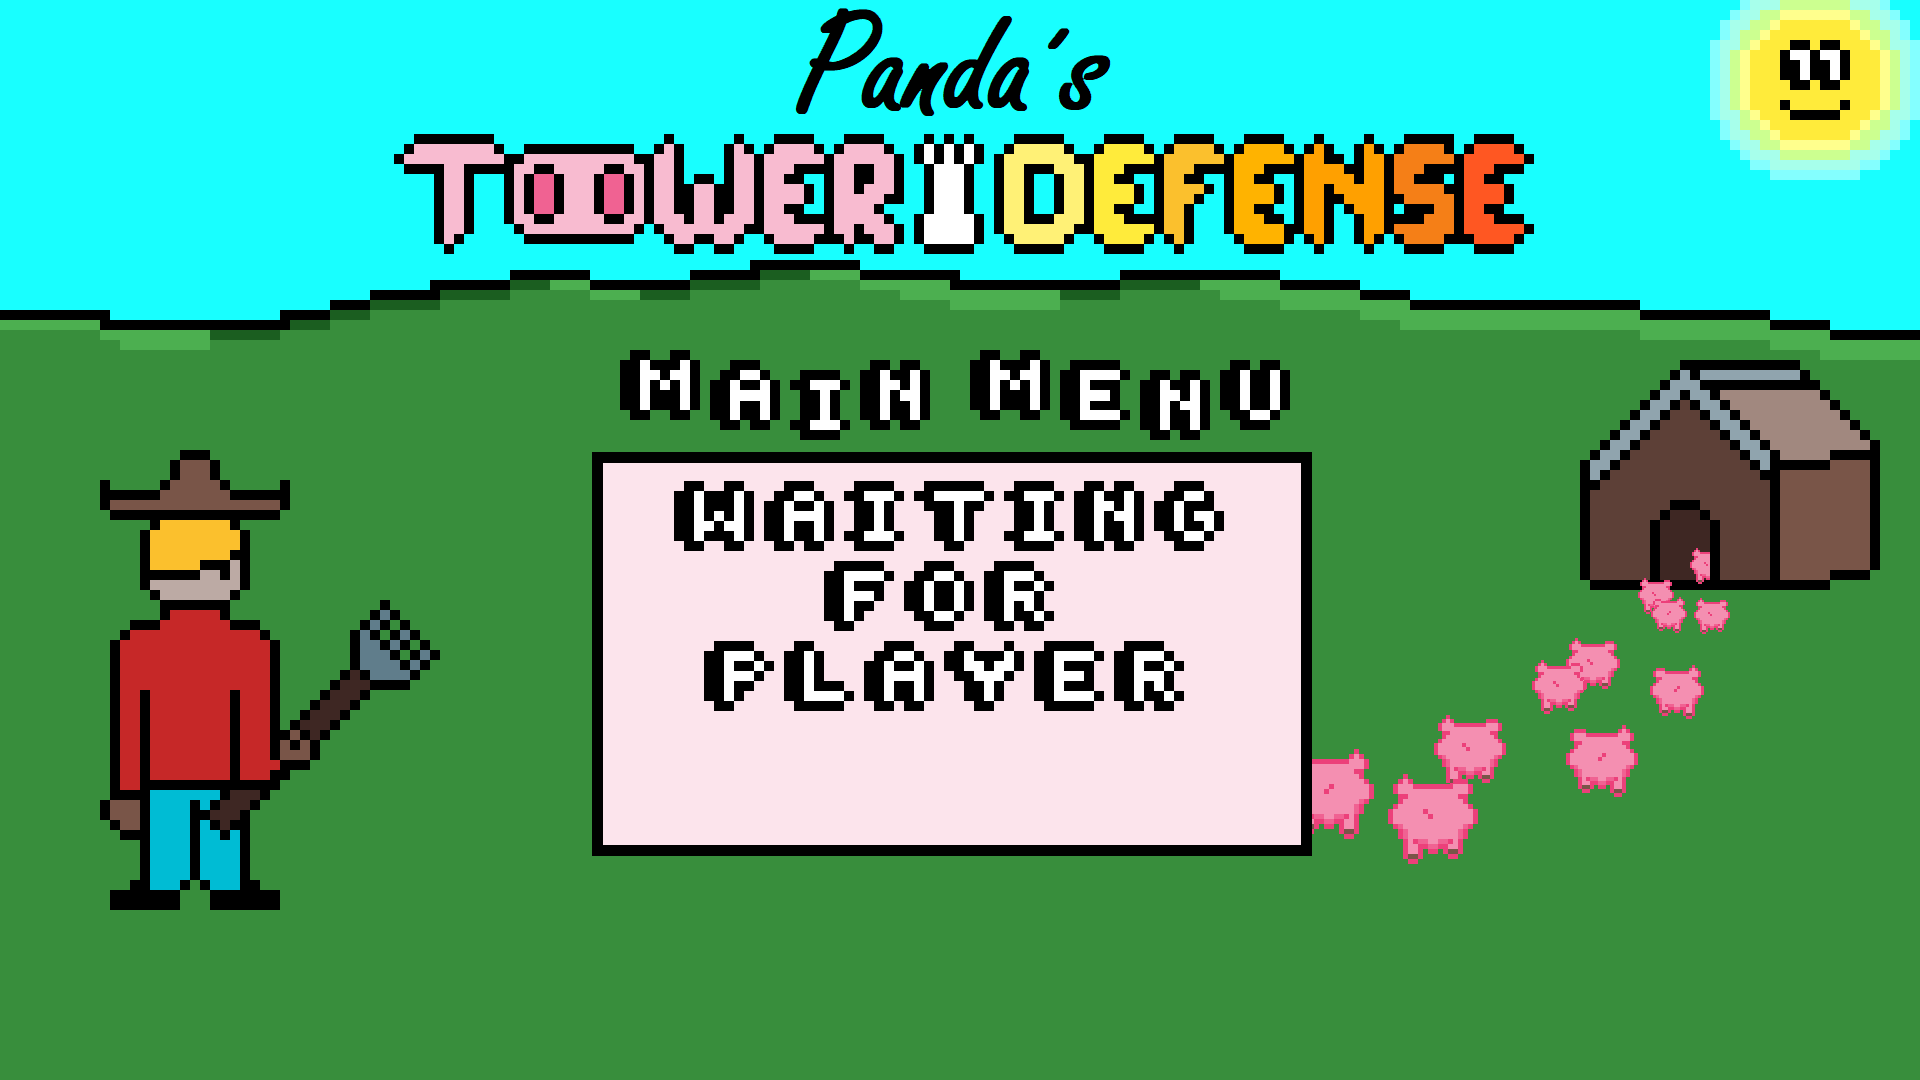 Panda's
TOWER DEFENSE
MAIN MENU
WAITING
FOR
PLAYER